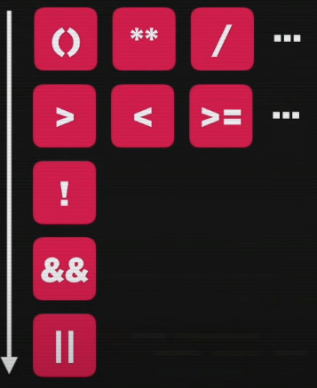 () ** / ...
> < >= ...
!
&&
||